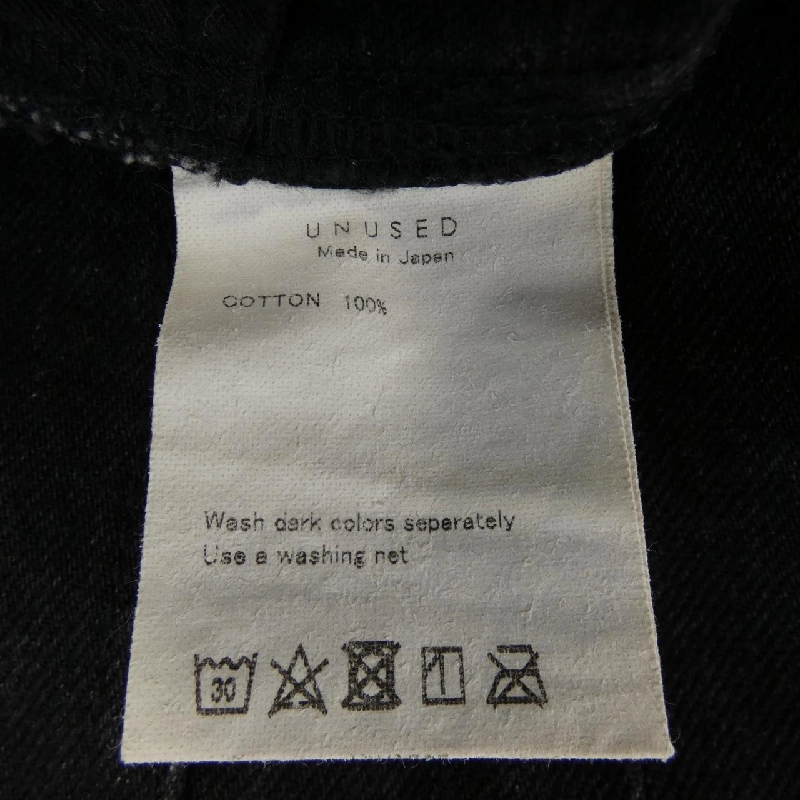 UNUSED
Made in Japan
COTTON 100%
Wash dark colors seperately
Use a washing net
30